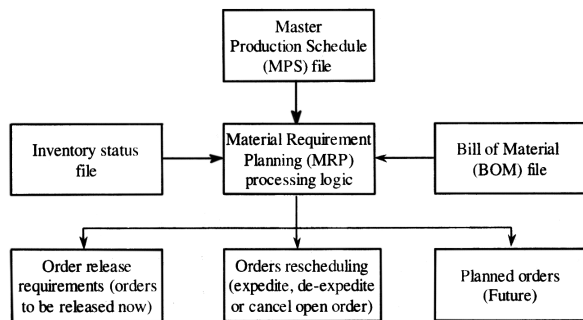 Master
Production Schedule
(MPS) file
Inventory status
file
Material Requirement
Planning (MRP)
processing logic
Bill of Material
(BOM) file
Order release
requirements (orders
to be released now)
Orders rescheduling
(expedite, de-expedite
or cancel open order)
Planned orders
(Future)